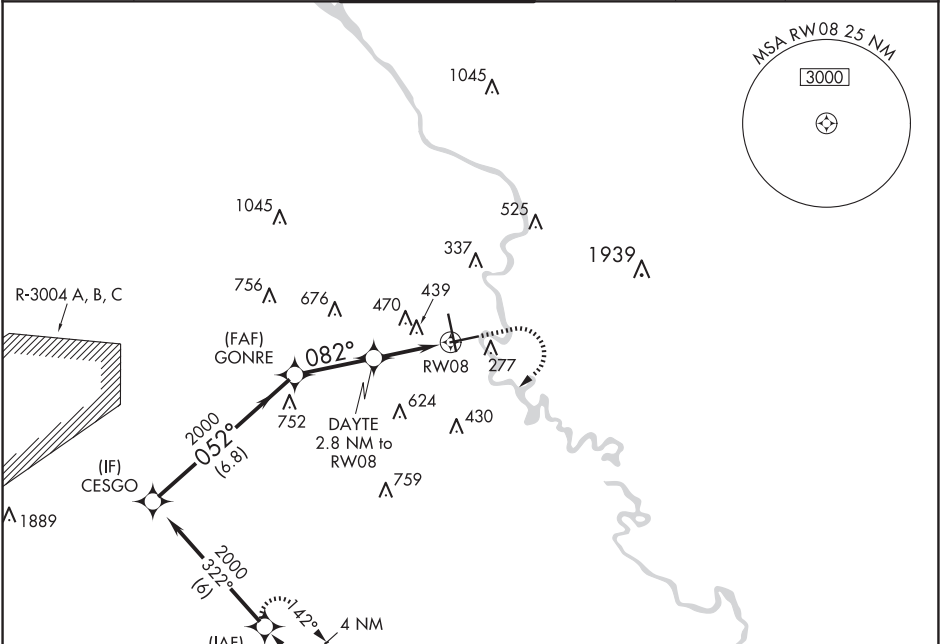 MSA RW08 25 NM
3000
1045
1045
525
337
1939
R-3004 A, B, C
756
676
470
439
(FAF)
GONRE
082°
RW08
277
752
624
430
DAYTE
2.8 NM to
RW08
2000
052°
(6.8)
(IF)
CESGO
759
1889
2000
322°
(6)
142°
4 NM
(IAF)